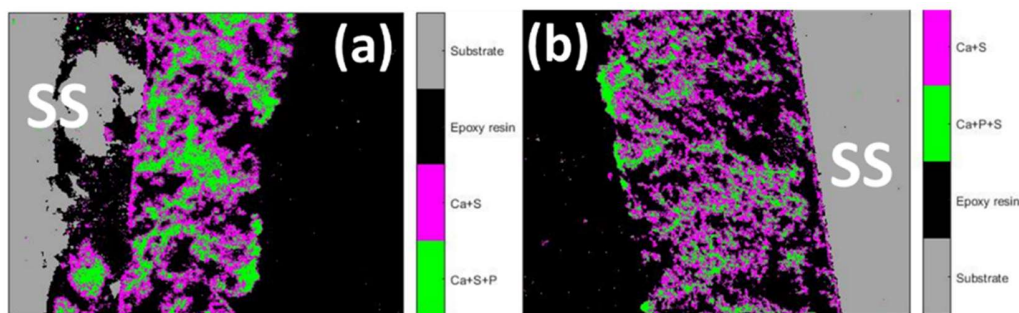 (a)
SS
Substrate
Epoxy resin
Ca+S
Ca+S+P
(b)
SS
Ca+S
Ca+P+S
Epoxy resin
Substrate